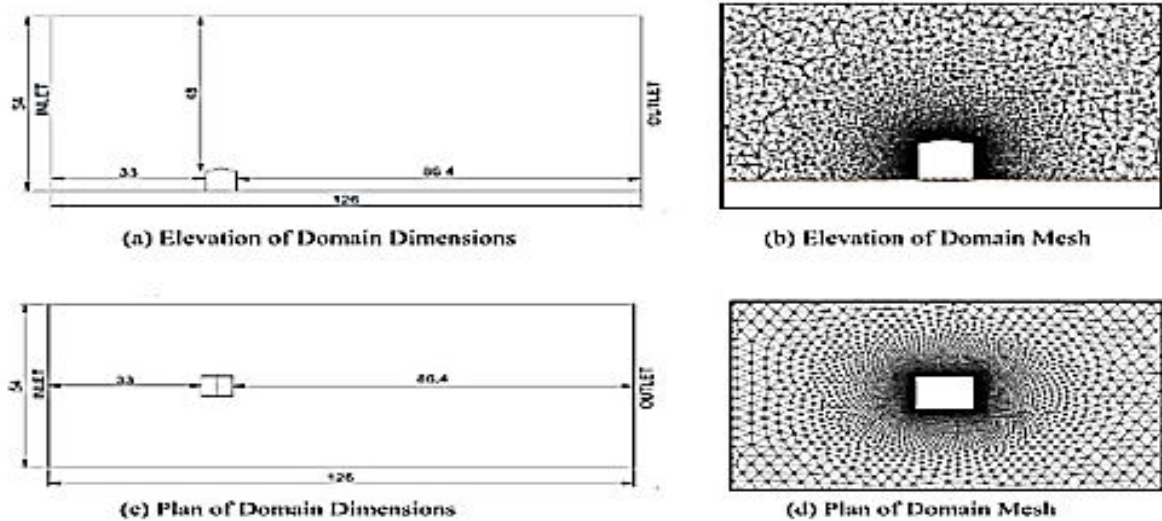 54
INLET
33
86.4
126
OUTLET
(a) Elevation of Domain Dimensions
(b) Elevation of Domain Mesh
54
INLET
33
86.4
126
OUTLET
(c) Plan of Domain Dimensions
(d) Plan of Domain Mesh